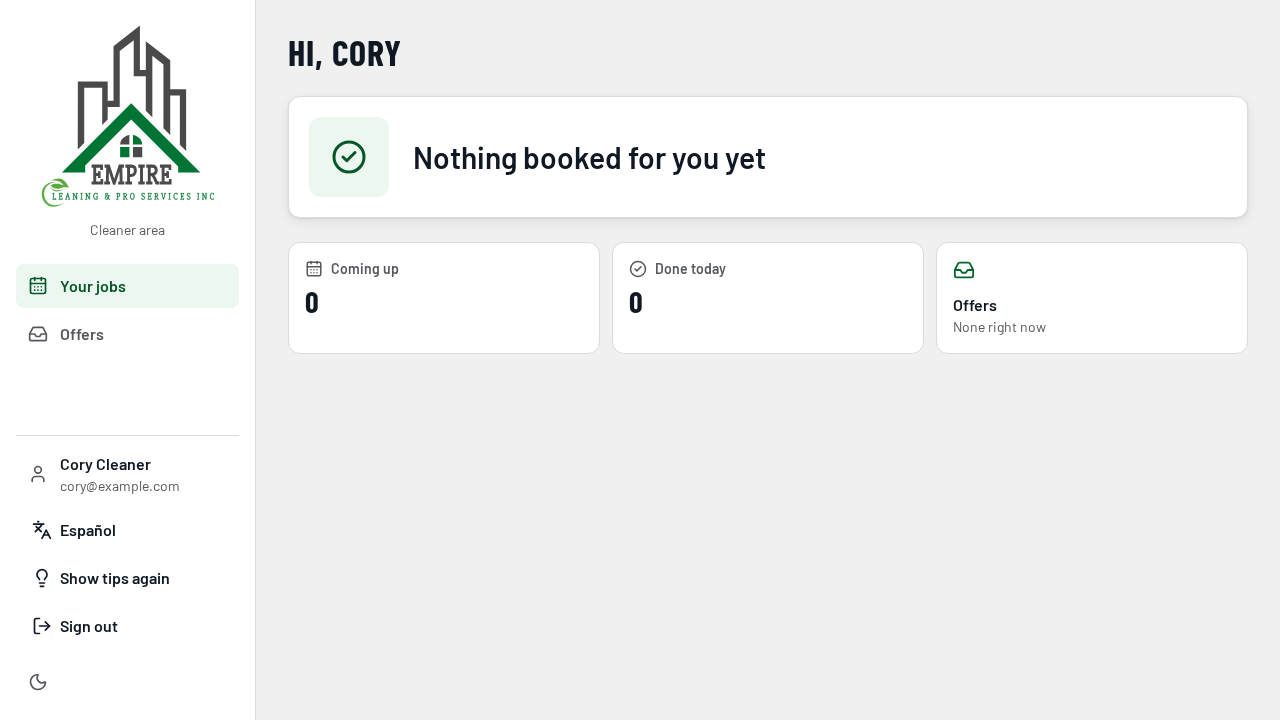 EMPIRE
LEANING & PRO SERVICES INC
Cleaner area
Your jobs
Offers
Cory Cleaner
cory@example.com
Español
Show tips again
Sign out
HI, CORY
Nothing booked for you yet
Coming up
0
Done today
0
Offers
None right now